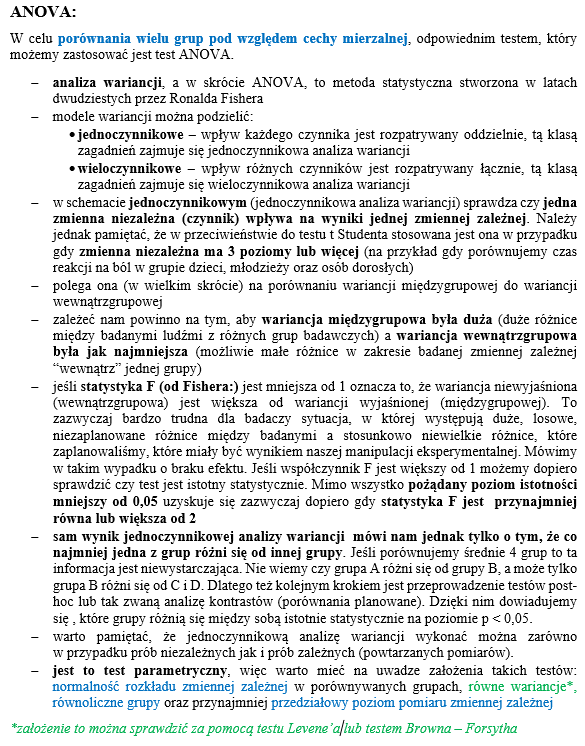 ANOVA:
W celu porównania wielu grup pod względem cechy mierzalnej, odpowiednim testem, który
możemy zastosować jest test ANOVA.
– analiza wariancji, a w skrócie ANOVA, to metoda statystyczna stworzona w latach
dwudziestych przez Ronalda Fishera
– modele wariancji można podzielić:
• jednoczynnikowe – wpływ każdego czynnika jest rozpatrywany oddzielnie, tą klasą
zagadnień zajmuje się jednoczynnikowa analiza wariancji
• wieloczynnikowe – wpływ różnych czynników jest rozpatrywany łącznie, tą klasą
zagadnień zajmuje się wieloczynnikowa analiza wariancji
– w schemacie jednoczynnikowym (jednoczynnikowa analiza wariancji) sprawdza czy jedna
zmienna niezależna (czynnik) wpływa na wyniki jednej zmiennej zależnej. Należy
jednak pamiętać, że w przeciwieństwie do testu t Studenta stosowana jest ona w przypadku
gdy zmienna niezależna ma 3 poziomy lub więcej (na przykład gdy porównujemy czas
reakcji na ból w grupie dzieci, młodzieży oraz osób dorosłych)
– polega ona (w wielkim skrócie) na porównaniu wariancji międzygrupowej do wariancji
wewnątrzgrupowej
– zależeć nam powinno na tym, aby wariancja międzygrupowa była duża (duże różnice
między badanymi ludźmi z różnych grup badawczych) a wariancja wewnątrzgrupowa
była jak najmniejsza (możliwie małe różnice w zakresie badanej zmiennej zależnej
“wewnątrz” jednej grupy)
– jeśli statystyka F (od Fishera:) jest mniejsza od 1 oznacza to, że wariancja niewyjaśniona
(wewnątrzgrupowa) jest większa od wariancji wyjaśnionej (międzygrupowej). To
zazwyczaj bardzo trudna dla badaczy sytuacja, w której występują duże, losowe,
niezaplanowane różnice między badanymi a stosunkowo niewielkie różnice, które
zaplanowaliśmy, które miały być wynikiem naszej manipulacji eksperymentalnej. Mówimy
w takim wypadku o braku efektu. Jeśli współczynnik F jest większy od 1 możemy dopiero
sprawdzić czy test jest istotny statystycznie. Mimo wszystko pożądany poziom istotności
mniejszy od 0,05 uzyskuje się zazwyczaj dopiero gdy statystyka F jest przynajmniej
równa lub większa od 2
– sam wynik jednoczynnikowej analizy wariancji mówi nam jednak tylko o tym, że co
najmniej jedna z grup różni się od innej grupy. Jeśli porównujemy średnie 4 grup to ta
informacja jest niewystarczająca. Nie wiemy czy grupa A różni się od grupy B, a może tylko
grupa B różni się od C i D. Dlatego też kolejnym krokiem jest przeprowadzenie testów post-
hoc lub tak zwaną analizę kontrastów (porównania planowane). Dzięki nim dowiadujemy
się , które grupy różnią się między sobą istotnie statystycznie na poziomie p < 0,05.
– warto pamiętać, że jednoczynnikową analizę wariancji wykonać można zarówno
w przypadku prób niezależnych jak i prób zależnych (powtarzanych pomiarów).
– jest to test parametryczny, więc warto mieć na uwadze założenia takich testów:
normalność rozkładu zmiennej zależnej w porównywanych grupach, równe wariancje*,
równoliczne grupy oraz przynajmniej przedziałowy poziom pomiaru zmiennej zależnej
*założenie to można sprawdzić za pomocą testu Levene’a lub testem Browna – Forsytha